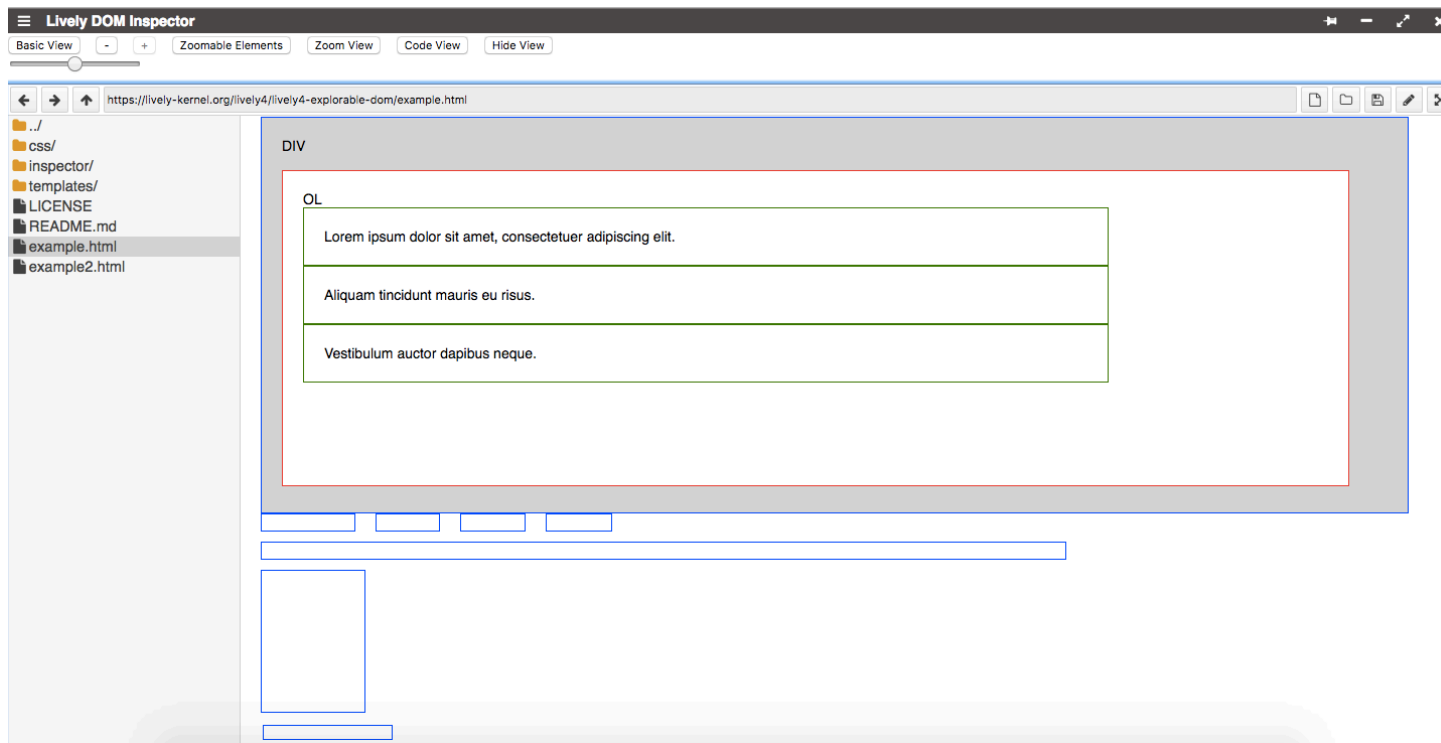 Lively DOM Inspector
Basic View - + Zoomable Elements Zoom View Code View Hide View
https://lively-kernel.org/lively4/lively4-explorable-dom/example.html
../
css/
inspector/
templates/
LICENSE
README.md
example.html
example2.html
DIV
OL
Lorem ipsum dolor sit amet, consectetuer adipiscing elit.
Aliquam tincidunt mauris eu risus.
Vestibulum auctor dapibus neque.